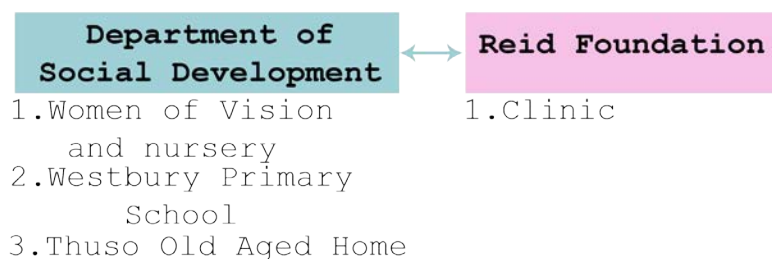 Department of
Social Development
1.Women of Vision
and nursery
2.Westbury Primary
School
3.Thuso Old Aged Home
Reid Foundation
1.Clinic